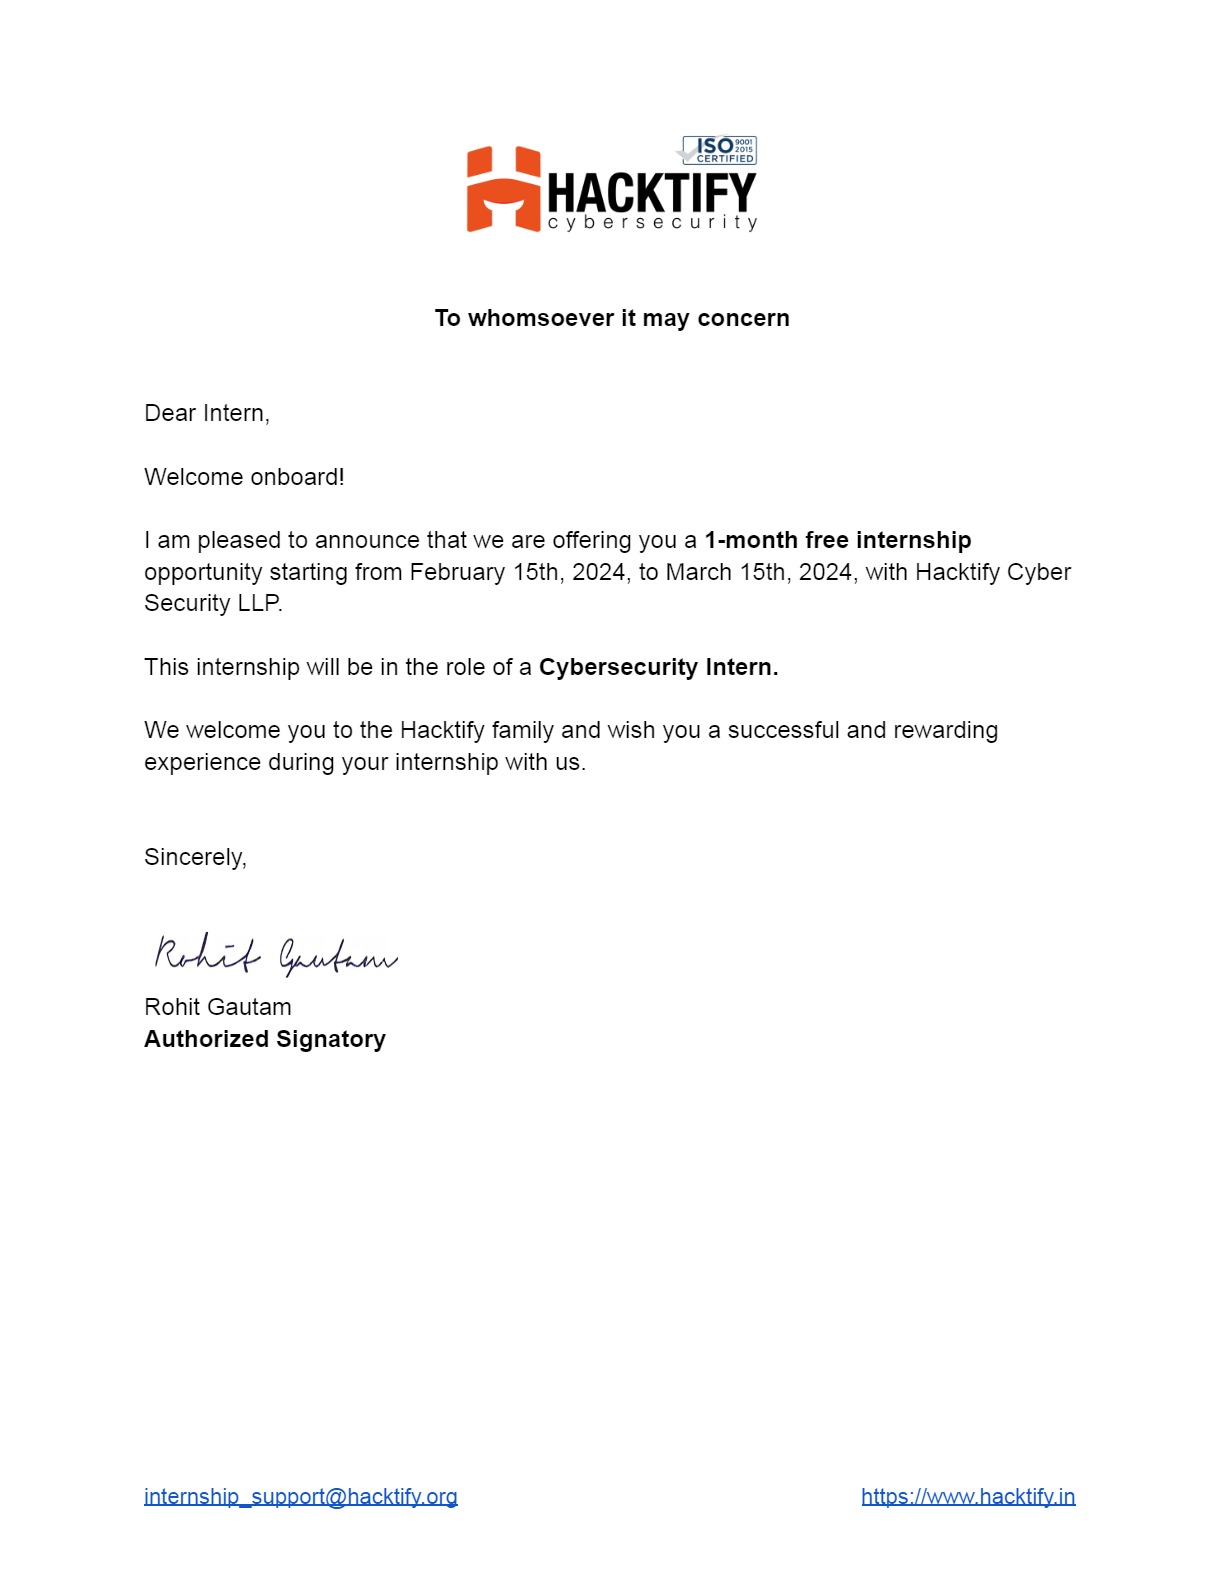 ISO 9001 2015
CERTIFIED
HACKTIFY
cybersecurity
To whomsoever it may concern
Dear Intern,
Welcome onboard!
I am pleased to announce that we are offering you a 1-month free internship
opportunity starting from February 15th, 2024, to March 15th, 2024, with Hacktify Cyber
Security LLP.
This internship will be in the role of a Cybersecurity Intern.
We welcome you to the Hacktify family and wish you a successful and rewarding
experience during your internship with us.
Sincerely,
Rohit Gautam
Rohit Gautam
Authorized Signatory
internship_support@hacktify.org https://www.hacktify.in